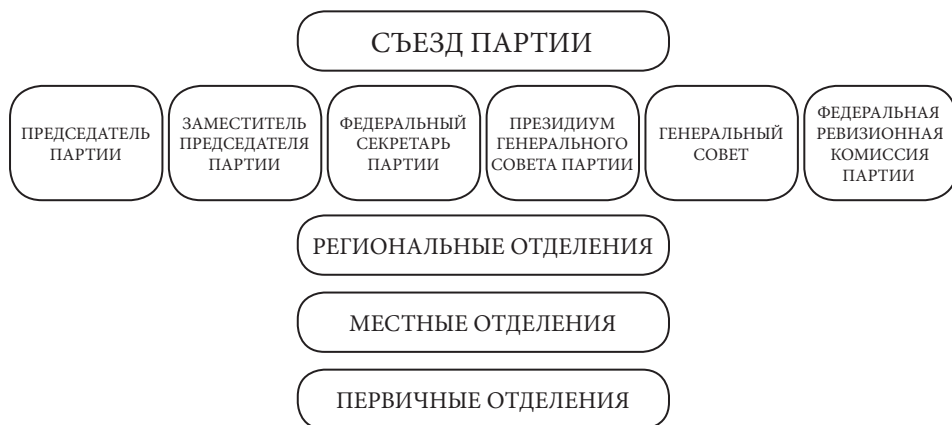 СЪЕЗД ПАРТИИ
ПРЕДСЕДАТЕЛЬ
ПАРТИИ
ЗАМЕСТИТЕЛЬ
ПРЕДСЕДАТЕЛЯ
ПАРТИИ
ФЕДЕРАЛЬНЫЙ
СЕКРЕТАРЬ
ПАРТИИ
ПРЕЗИДИУМ
ГЕНЕРАЛЬНОГО
СОВЕТА ПАРТИИ
ГЕНЕРАЛЬНЫЙ
СОВЕТ
ФЕДЕРАЛЬНАЯ
РЕВИЗИОННАЯ
КОМИССИЯ
ПАРТИИ
РЕГИОНАЛЬНЫЕ ОТДЕЛЕНИЯ
МЕСТНЫЕ ОТДЕЛЕНИЯ
ПЕРВИЧНЫЕ ОТДЕЛЕНИЯ